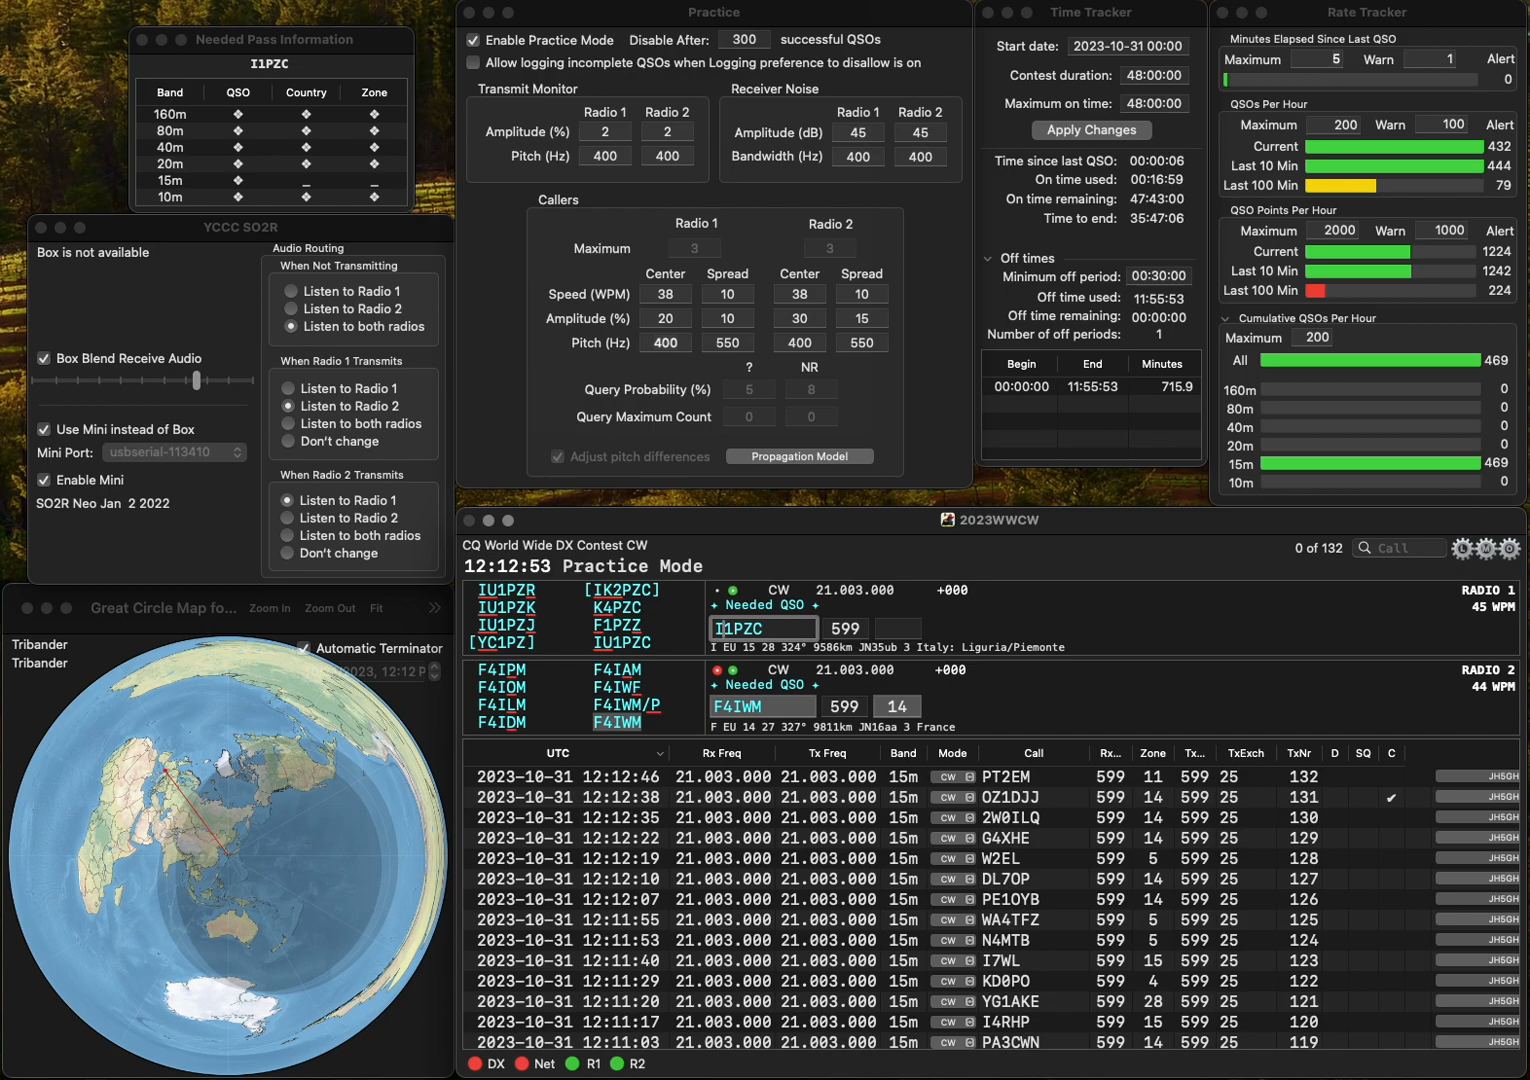 Needed Pass Information
I1PZC
Band QSO Country Zone
160m ❖ ❖ ❖
80m ❖ ❖ ❖
40m ❖ ❖ ❖
20m ❖ ❖ ❖
15m ❖ _ _
10m ❖ ❖ ❖
YCCC SO2R
Box is not available
Box Blend Receive Audio
Use Mini instead of Box
Mini Port: usbserial-113410
Enable Mini
SO2R Neo Jan 2 2022
Audio Routing
When Not Transmitting
Listen to Radio 1
Listen to Radio 2
Listen to both radios
When Radio 1 Transmits
Listen to Radio 1
Listen to Radio 2
Listen to both radios
Don't change
When Radio 2 Transmits
Listen to Radio 1
Listen to Radio 2
Listen to both radios
Don't change
Great Circle Map fo... Zoom In Zoom Out Fit
Tribander
Tribander
Automatic Terminator
Practice
Enable Practice Mode Disable After: 300 successful QSOs
Allow logging incomplete QSOs when Logging preference to disallow is on
Transmit Monitor
Radio 1 Radio 2
Amplitude (%) 2 2
Pitch (Hz) 400 400
Receiver Noise
Radio 1 Radio 2
Amplitude (dB) 45 45
Bandwidth (Hz) 400 400
Callers
Radio 1 Radio 2
Maximum 3 3
Center Spread Center Spread
Speed (WPM) 38 10 38 10
Amplitude (%) 20 10 30 15
Pitch (Hz) 400 550 400 550
? NR
Query Probability (%) 5 8
Query Maximum Count 0 0
Adjust pitch differences Propagation Model
Time Tracker
Start date: 2023-10-31 00:00
Contest duration: 48:00:00
Maximum on time: 48:00:00
Apply Changes
Time since last QSO: 00:00:06
On time used: 00:16:59
On time remaining: 47:43:00
Time to end: 35:47:06
Off times
Minimum off period: 00:30:00
Off time used: 11:55:53
Off time remaining: 00:00:00
Number of off periods: 1
Begin End Minutes
00:00:00 11:55:53 715.9
Rate Tracker
Minutes Elapsed Since Last QSO
Maximum 5 Warn 1 Alert
0
QSOs Per Hour
Maximum 200 Warn 100 Alert
Current 432
Last 10 Min 444
Last 100 Min 79
QSO Points Per Hour
Maximum 2000 Warn 1000 Alert
Current 1224
Last 10 Min 1242
Last 100 Min 224
Cumulative QSOs Per Hour
Maximum 200
All 469
160m 0
80m 0
40m 0
20m 0
15m 469
10m 0
2023WWCW
CQ World Wide DX Contest CW
0 of 132 Call L M O
12:12:53 Practice Mode
IU1PZR [IK2PZC]
IU1PZK K4PZC
IU1PZJ F1PZZ
[YC1PZ] IU1PZC
CW 21.003.000 +000
Needed QSO
I1PZC 599
I EU 15 28 324° 9586km JN35ub 3 Italy: Liguria/Piemonte
RADIO 1
45 WPM
F4IPM F4IAM
F4IOM F4IWF
F4ILM F4IWM/P
F4IDM F4IWM
CW 21.003.000 +000
Needed QSO
F4IWM 599 14
F EU 14 27 327° 9811km JN16aa 3 France
RADIO 2
44 WPM
UTC Rx Freq Tx Freq Band Mode Call Rx... Zone Tx... TxExch TxNr D SQ C
2023-10-31 12:12:46 21.003.000 21.003.000 15m CW PT2EM 599 11 599 25 132 JH5GH
2023-10-31 12:12:38 21.003.000 21.003.000 15m CW OZ1DJJ 599 14 599 25 131 ✔ JH5GH
2023-10-31 12:12:35 21.003.000 21.003.000 15m CW 2W0ILQ 599 14 599 25 130 JH5GH
2023-10-31 12:12:22 21.003.000 21.003.000 15m CW G4XHE 599 14 599 25 129 JH5GH
2023-10-31 12:12:19 21.003.000 21.003.000 15m CW W2EL 599 5 599 25 128 JH5GH
2023-10-31 12:12:10 21.003.000 21.003.000 15m CW DL7OP 599 14 599 25 127 JH5GH
2023-10-31 12:12:07 21.003.000 21.003.000 15m CW PE1OYB 599 14 599 25 126 JH5GH
2023-10-31 12:11:55 21.003.000 21.003.000 15m CW WA4TFZ 599 5 599 25 125 JH5GH
2023-10-31 12:11:53 21.003.000 21.003.000 15m CW N4MTB 599 5 599 25 124 JH5GH
2023-10-31 12:11:40 21.003.000 21.003.000 15m CW I7WL 599 15 599 25 123 JH5GH
2023-10-31 12:11:29 21.003.000 21.003.000 15m CW KD0PO 599 4 599 25 122 JH5GH
2023-10-31 12:11:20 21.003.000 21.003.000 15m CW YG1AKE 599 28 599 25 121 JH5GH
2023-10-31 12:11:17 21.003.000 21.003.000 15m CW I4RHP 599 15 599 25 120 JH5GH
2023-10-31 12:11:03 21.003.000 21.003.000 15m CW PA3CWN 599 14 599 25 119 JH5GH
DX Net R1 R2